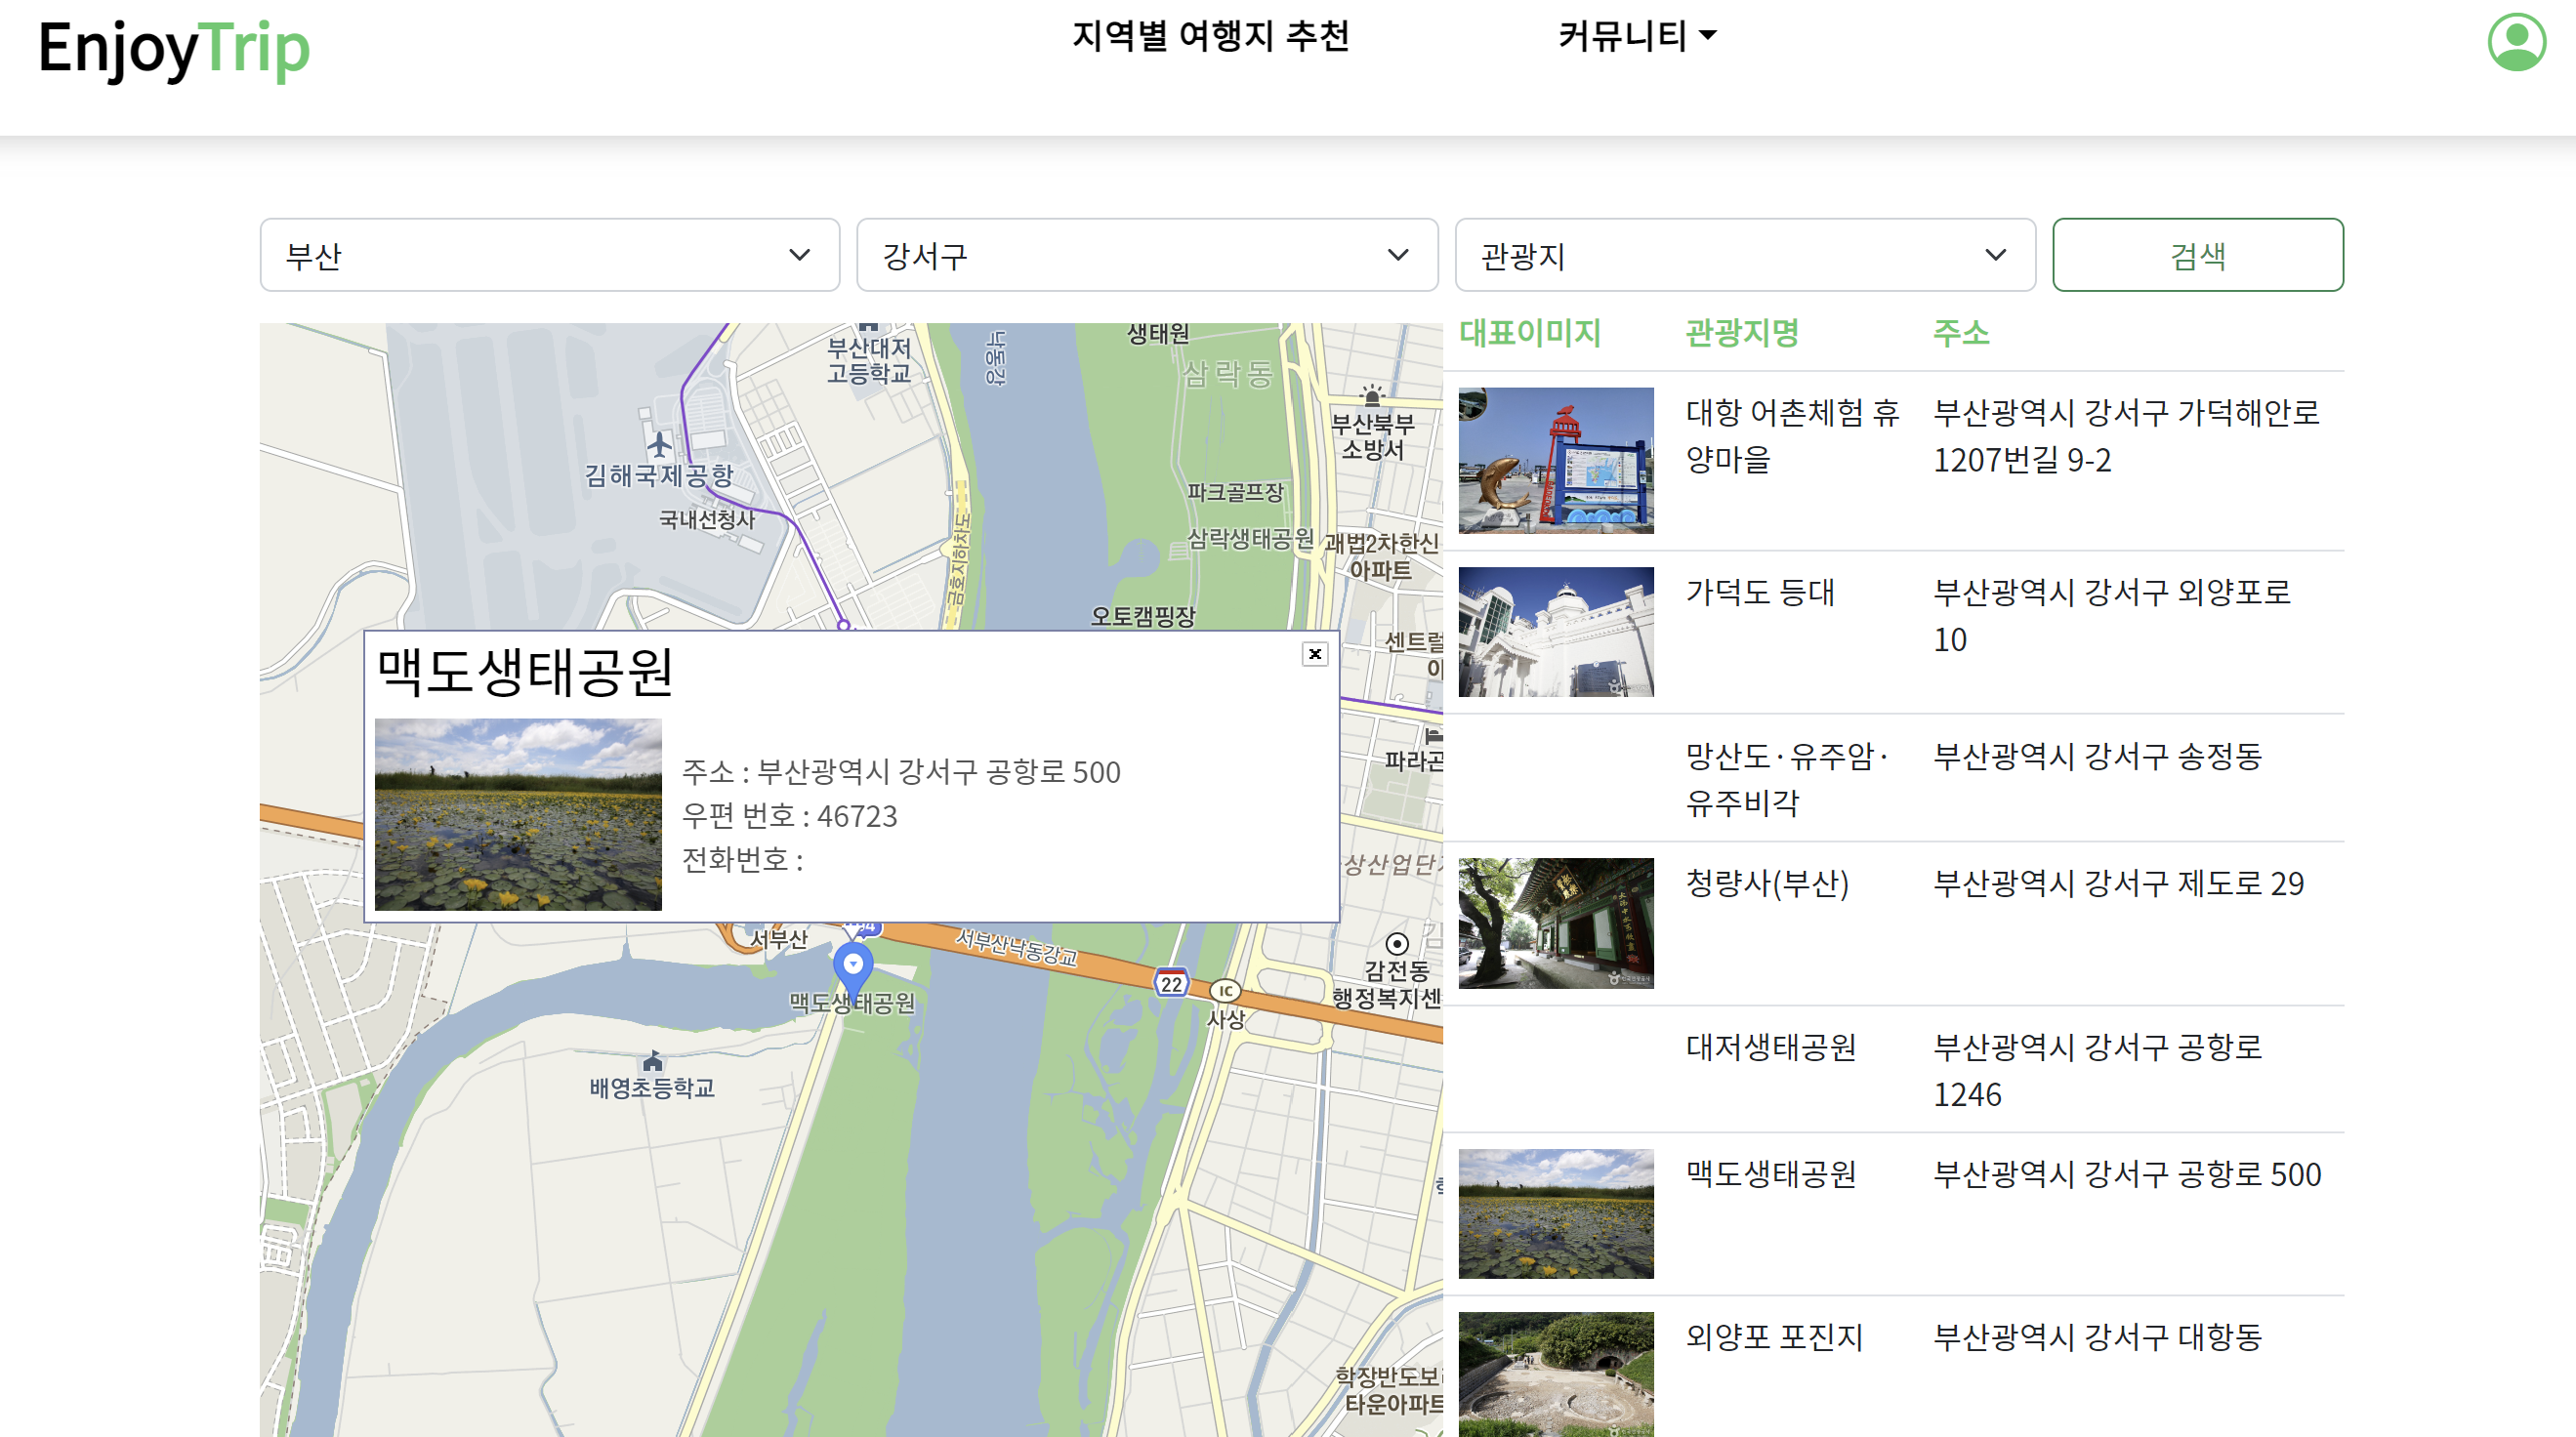 EnjoyTrip
지역별 여행지 추천
커뮤니티
부산
강서구
관광지
검색
부산대저
고등학교
낙동강
생태원
삼락동
부산북부
소방서
김해국제공항
국내선청사
금호지하차도
파크골프장
삼락생태공원
괘법2차한신
아파트
오토캠핑장
센트럴
맥도생태공원
주소 : 부산광역시 강서구 공항로 500
우편 번호 : 46723
전화번호 :
파라곤
상산업단지
서부산
서부산낙동강교
22
IC
사상
감전동
행정복지센
맥도생태공원
배영초등학교
학장반도보라
타운아파트
대표이미지
관광지명
주소
대항 어촌체험 휴
양마을
부산광역시 강서구 가덕해안로
1207번길 9-2
가덕도 등대
부산광역시 강서구 외양포로
10
망산도·유주암·
유주비각
부산광역시 강서구 송정동
청량사(부산)
부산광역시 강서구 제도로 29
대저생태공원
부산광역시 강서구 공항로
1246
맥도생태공원
부산광역시 강서구 공항로 500
외양포 포진지
부산광역시 강서구 대항동